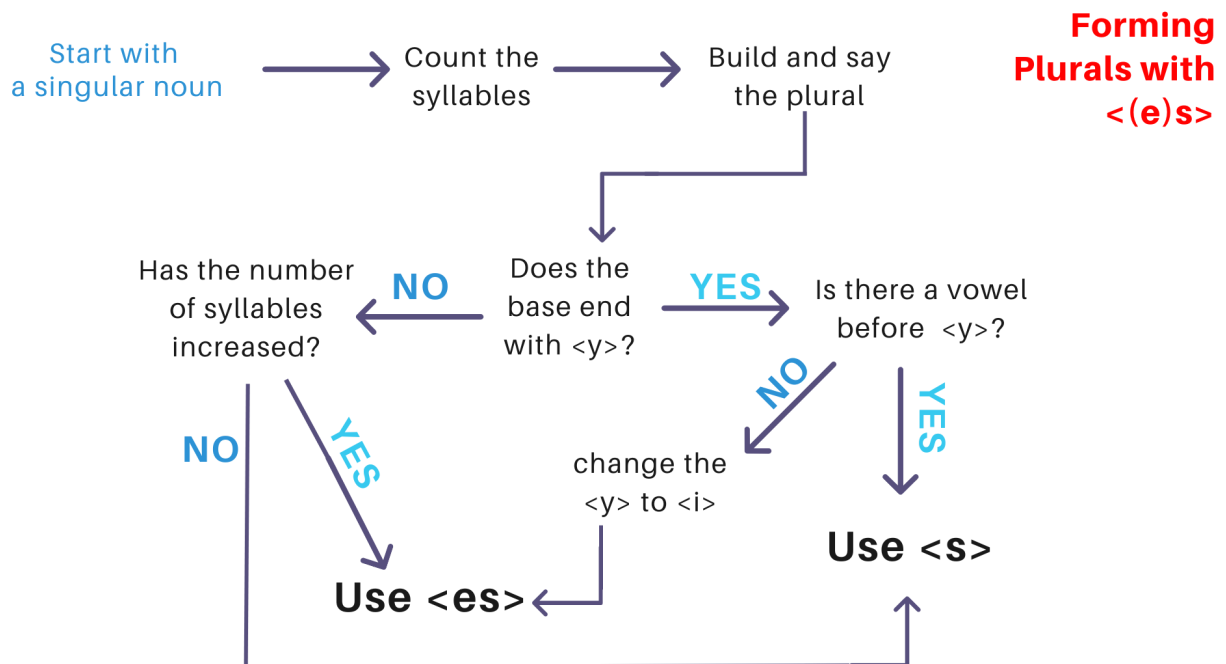 Start with
a singular noun
Count the
syllables
Build and say
the plural
Forming
Plurals with
<(e)s>
Has the number
of syllables
increased?
NO
Does the
base end
with <y>?
YES
Is there a vowel
before <y>?
NO
YES
NO
YES
change the
<y> to <i>
Use <s>
Use <es>